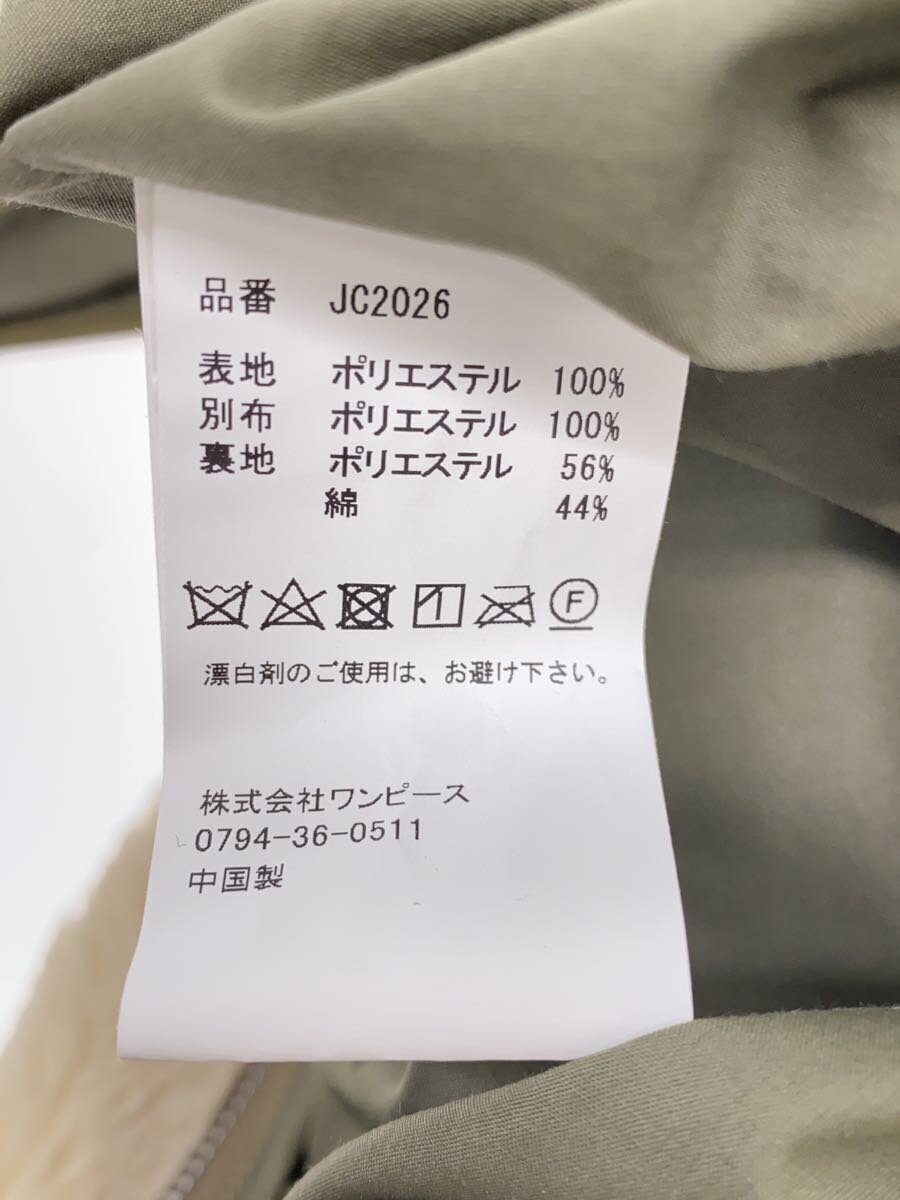 品番 JC2026
表地 ポリエステル 100%
別布 ポリエステル 100%
裏地 ポリエステル 56%
綿 44%
F
漂白剤のご使用は、お避け下さい。
株式会社ワンピース
0794-36-0511
中国製